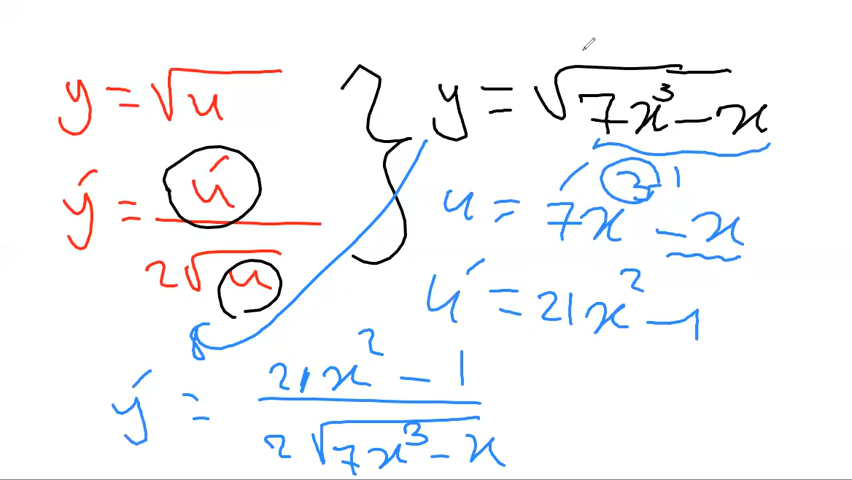 y = √u
y = √(7x³ − x)
y' = u' / 2√u
u = 7x³ − x
u' = 21x² − 1
y' = (21x² − 1) / 2√(7x³ − x)